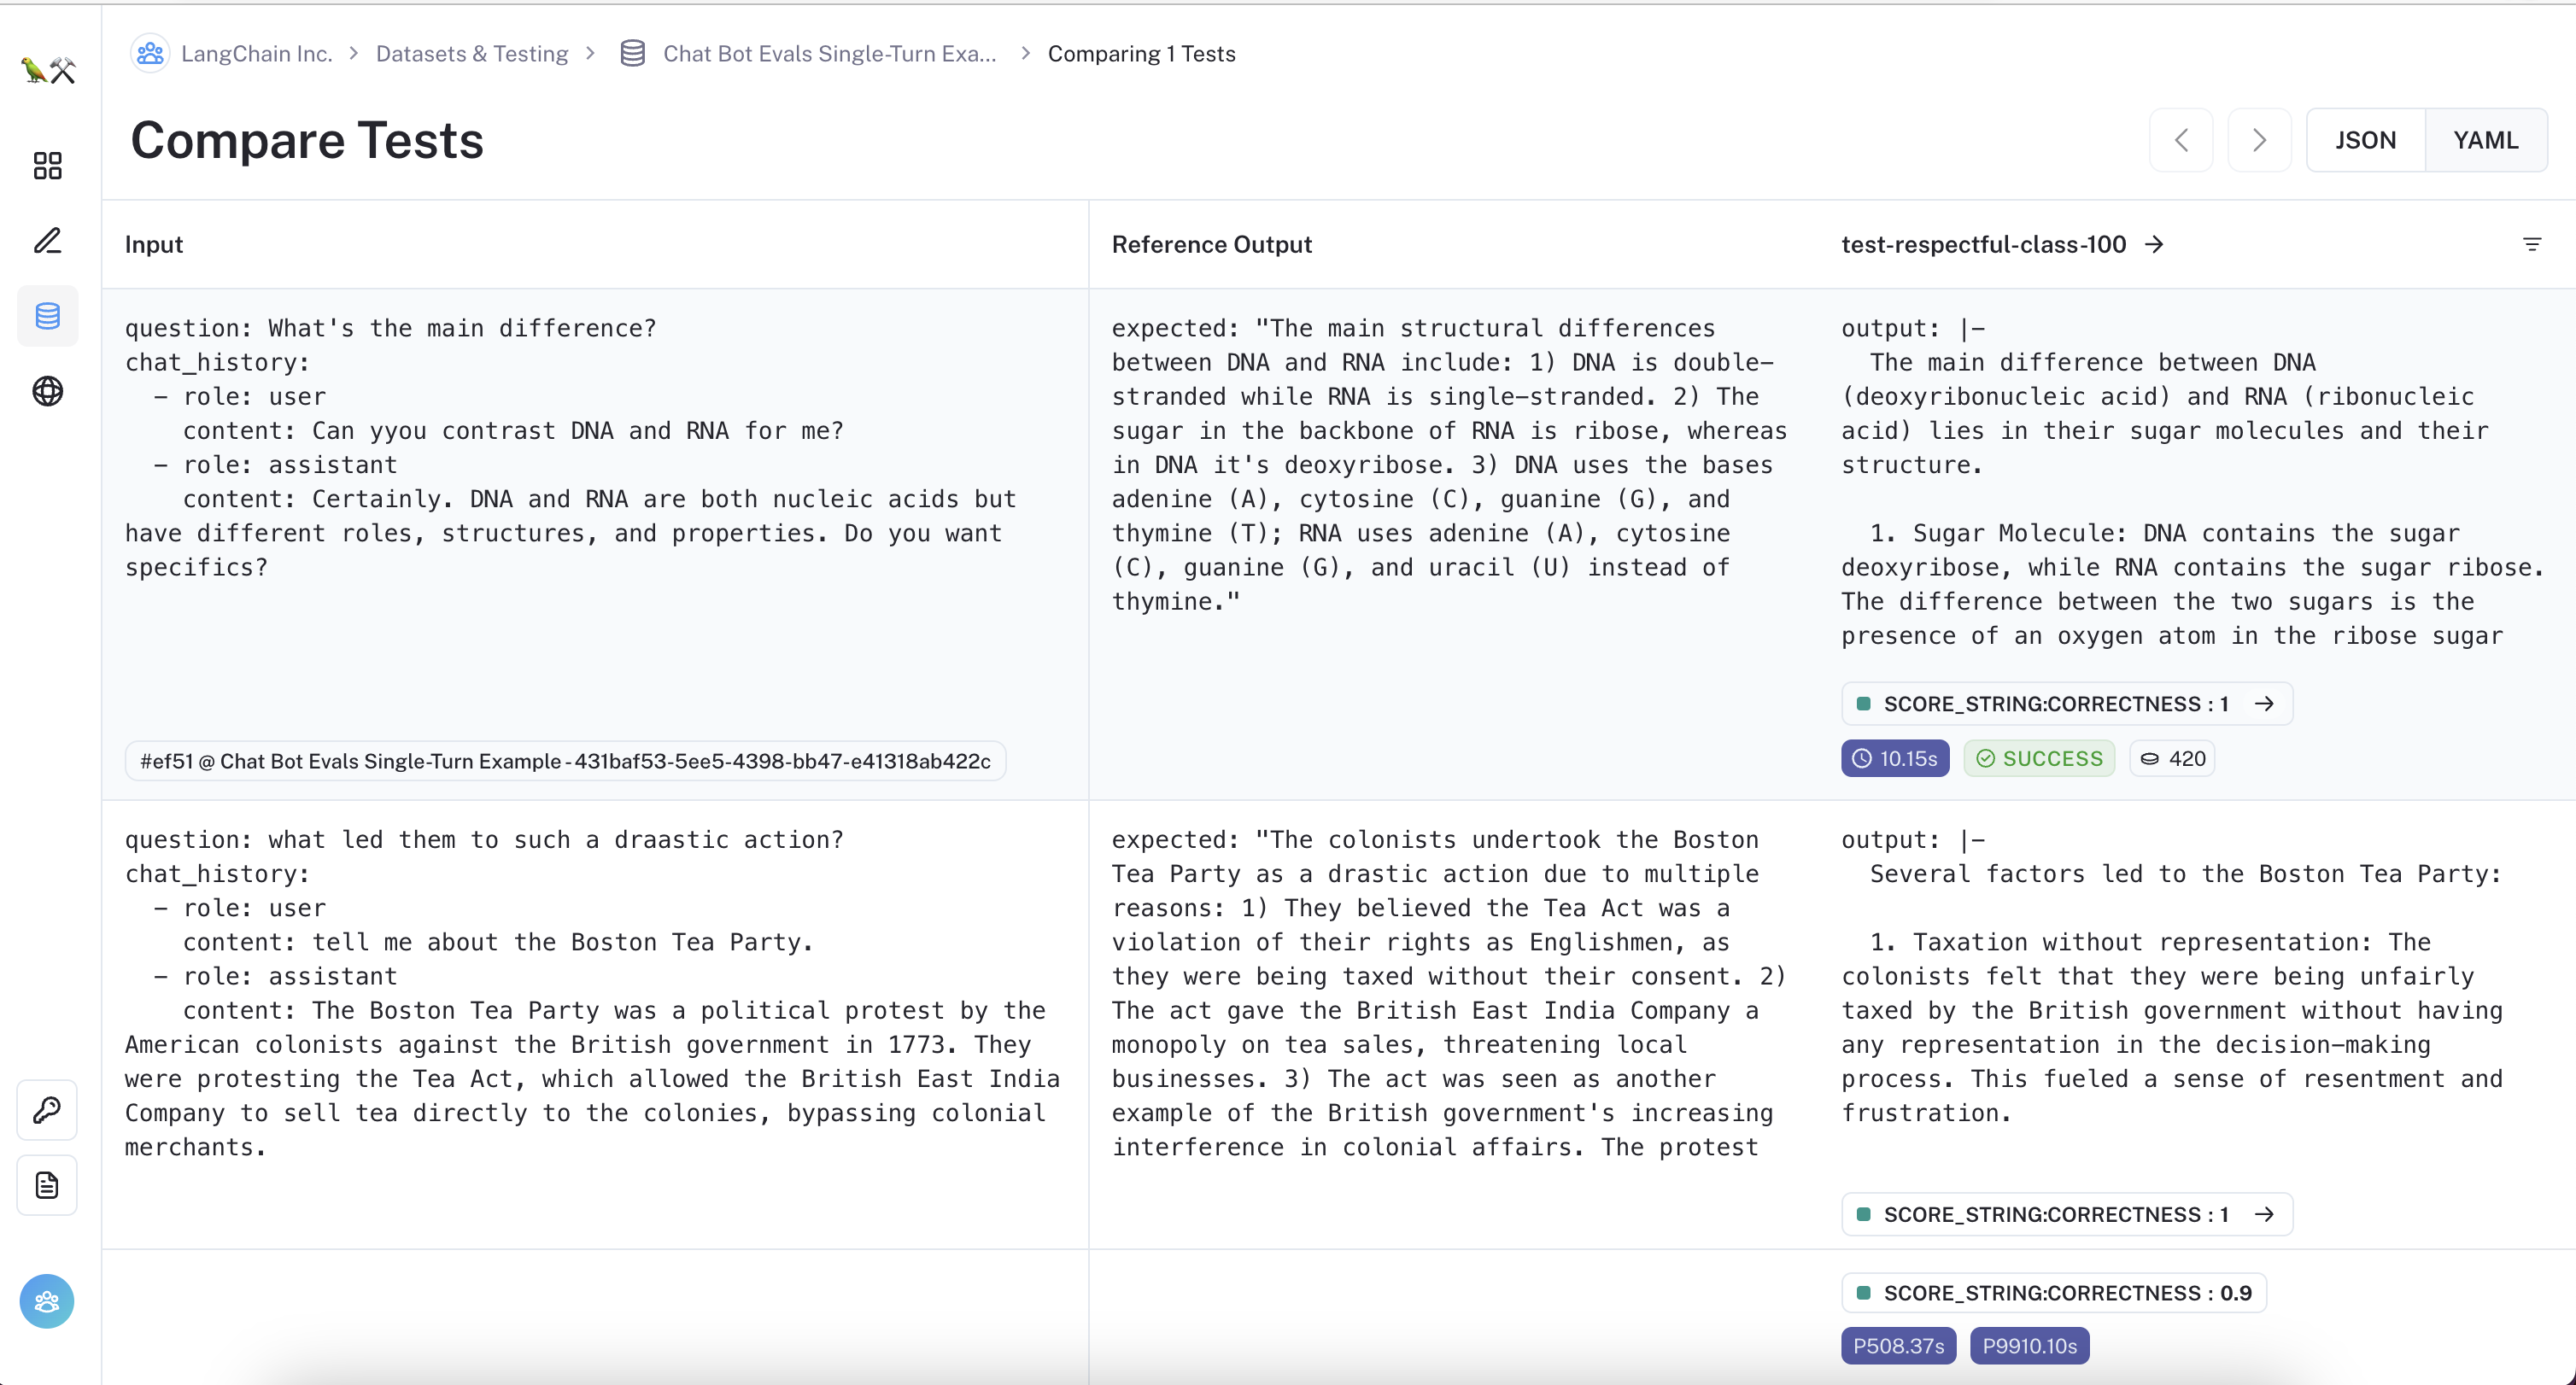 LangChain Inc. > Datasets & Testing > Chat Bot Evals Single-Turn Exa... > Comparing 1 Tests
Compare Tests
JSON YAML
Input
Reference Output
test-respectful-class-100 →
question: What's the main difference?
chat_history:
  - role: user
    content: Can yyou contrast DNA and RNA for me?
  - role: assistant
    content: Certainly. DNA and RNA are both nucleic acids but
have different roles, structures, and properties. Do you want
specifics?
#ef51 @ Chat Bot Evals Single-Turn Example - 431baf53-5ee5-4398-bb47-e41318ab422c
expected: "The main structural differences
between DNA and RNA include: 1) DNA is double-
stranded while RNA is single-stranded. 2) The
sugar in the backbone of RNA is ribose, whereas
in DNA it's deoxyribose. 3) DNA uses the bases
adenine (A), cytosine (C), guanine (G), and
thymine (T); RNA uses adenine (A), cytosine
(C), guanine (G), and uracil (U) instead of
thymine."
output: |-
  The main difference between DNA
(deoxyribonucleic acid) and RNA (ribonucleic
acid) lies in their sugar molecules and their
structure.
  1. Sugar Molecule: DNA contains the sugar
deoxyribose, while RNA contains the sugar ribose.
The difference between the two sugars is the
presence of an oxygen atom in the ribose sugar
SCORE_STRING:CORRECTNESS : 1 →
10.15s SUCCESS 420
question: what led them to such a draastic action?
chat_history:
  - role: user
    content: tell me about the Boston Tea Party.
  - role: assistant
    content: The Boston Tea Party was a political protest by the
American colonists against the British government in 1773. They
were protesting the Tea Act, which allowed the British East India
Company to sell tea directly to the colonies, bypassing colonial
merchants.
expected: "The colonists undertook the Boston
Tea Party as a drastic action due to multiple
reasons: 1) They believed the Tea Act was a
violation of their rights as Englishmen, as
they were being taxed without their consent. 2)
The act gave the British East India Company a
monopoly on tea sales, threatening local
businesses. 3) The act was seen as another
example of the British government's increasing
interference in colonial affairs. The protest
output: |-
  Several factors led to the Boston Tea Party:
  1. Taxation without representation: The
colonists felt that they were being unfairly
taxed by the British government without having
any representation in the decision-making
process. This fueled a sense of resentment and
frustration.
SCORE_STRING:CORRECTNESS : 1 →
SCORE_STRING:CORRECTNESS : 0.9
P508.37s P9910.10s